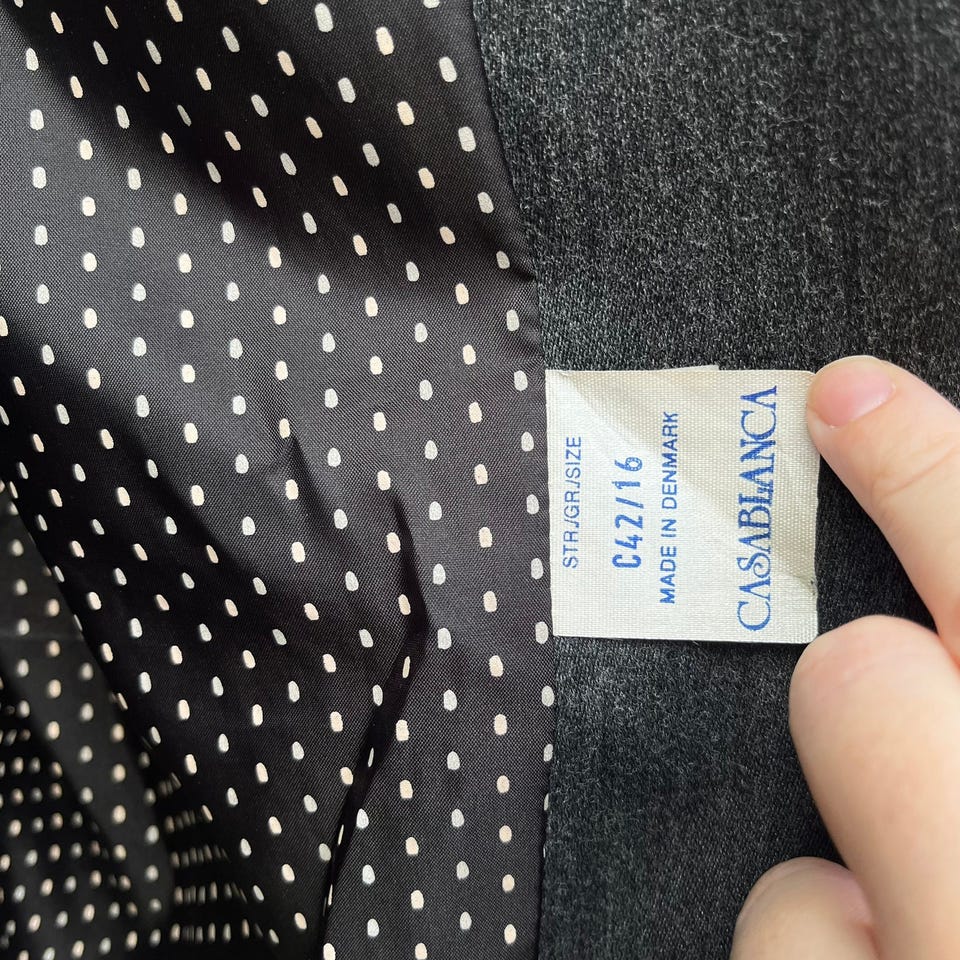 STR./GR./SIZE
C42/16
MADE IN DENMARK
CASABLANCA